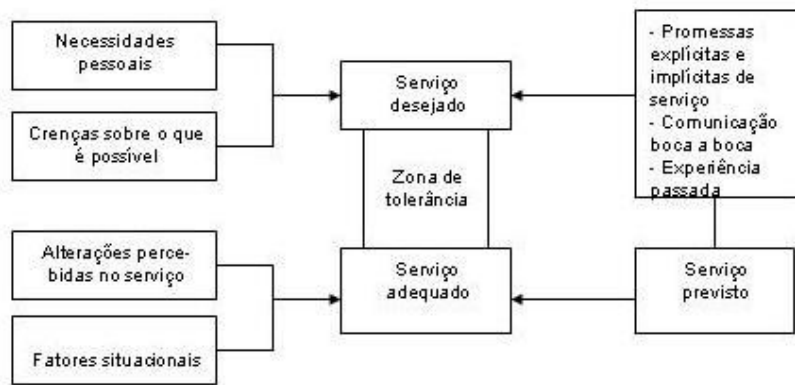 Necessidades
pessoais
Crenças sobre o que
é possível
Alterações perce-
bidas no serviço
Fatores situacionais
Serviço
desejado
Zona de
tolerância
Serviço
adequado
- Promessas
explícitas e
implícitas de
serviço
- Comunicação
boca a boca
- Experiência
passada
Serviço
previsto